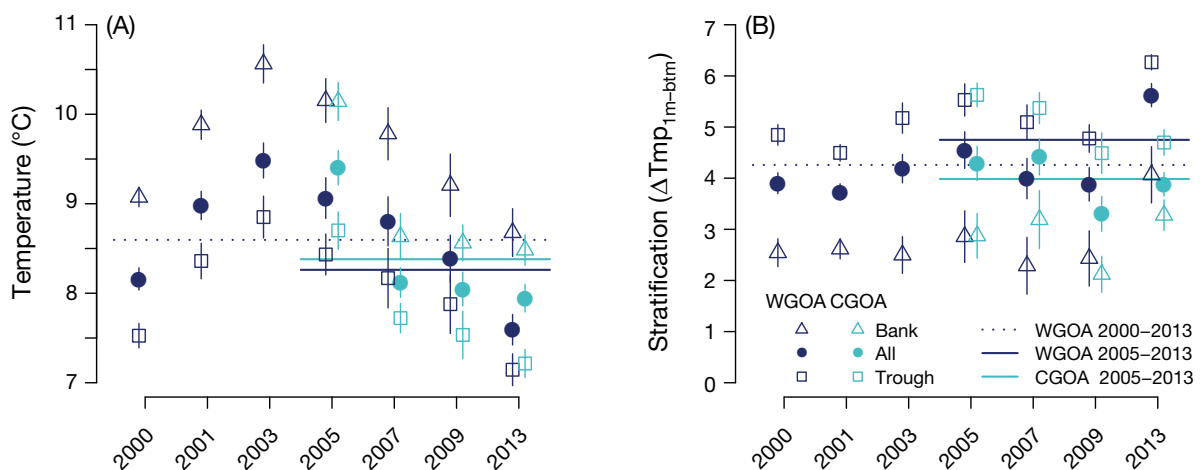 (A)
Temperature (°C)
11
10
9
8
7
2000 2001 2003 2005 2007 2009 2013
(B)
Stratification (ΔTmp1m–btm)
7
6
5
4
3
2
1
0
WGOA CGOA
Bank
All
Trough
WGOA 2000–2013
WGOA 2005–2013
CGOA 2005–2013
2000 2001 2003 2005 2007 2009 2013